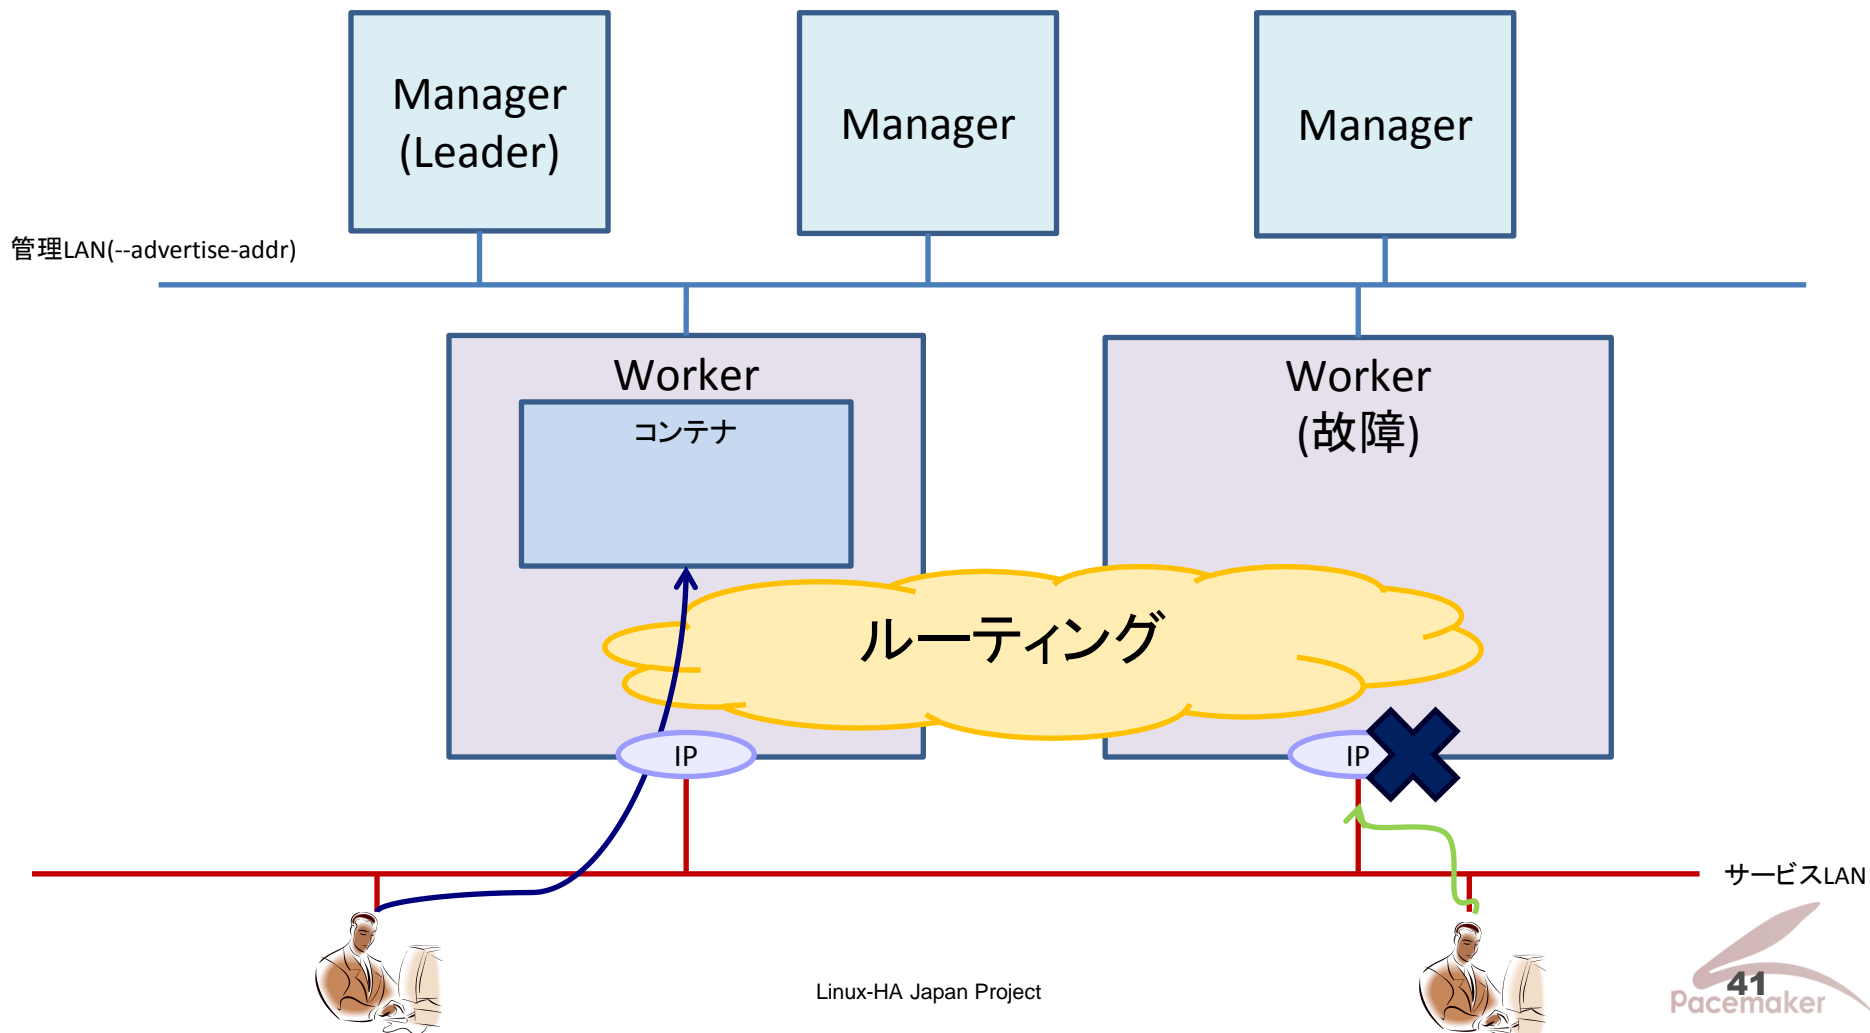 Manager
(Leader)
Manager
Manager
管理LAN(--advertise-addr)
Worker
コンテナ
Worker
(故障)
ルーティング
IP
IP
サービスLAN
Linux-HA Japan Project
41
Pacemaker